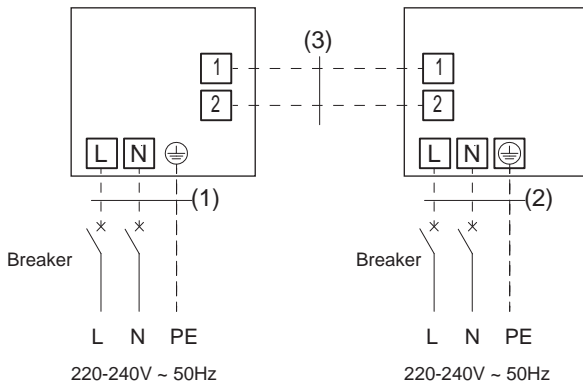 (3)
1 1
2 2
L N L N
(1) (2)
Breaker Breaker
L N PE L N PE
220-240V ~ 50Hz 220-240V ~ 50Hz